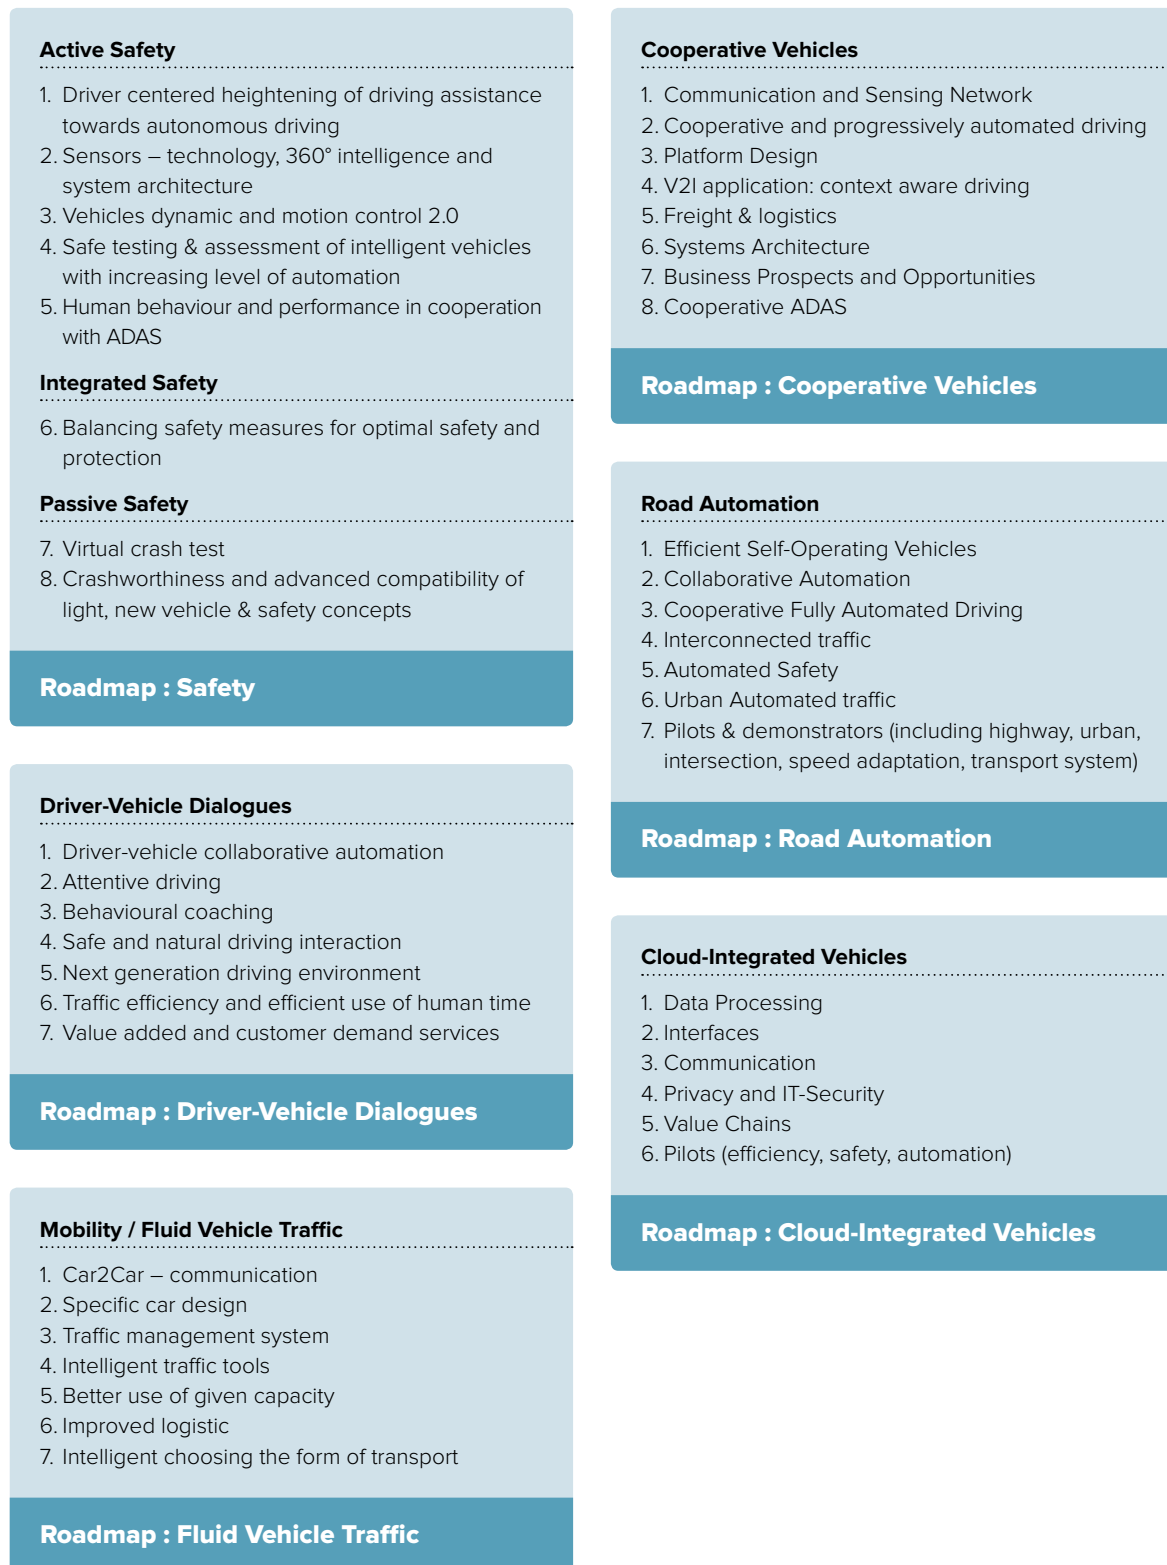 Active Safety
1. Driver centered heightening of driving assistance
towards autonomous driving
2. Sensors – technology, 360° intelligence and
system architecture
3. Vehicles dynamic and motion control 2.0
4. Safe testing & assessment of intelligent vehicles
with increasing level of automation
5. Human behaviour and performance in cooperation
with ADAS
Integrated Safety
6. Balancing safety measures for optimal safety and
protection
Passive Safety
7. Virtual crash test
8. Crashworthiness and advanced compatibility of
light, new vehicle & safety concepts
Roadmap : Safety
Driver-Vehicle Dialogues
1. Driver-vehicle collaborative automation
2. Attentive driving
3. Behavioural coaching
4. Safe and natural driving interaction
5. Next generation driving environment
6. Traffic efficiency and efficient use of human time
7. Value added and customer demand services
Roadmap : Driver-Vehicle Dialogues
Mobility / Fluid Vehicle Traffic
1. Car2Car – communication
2. Specific car design
3. Traffic management system
4. Intelligent traffic tools
5. Better use of given capacity
6. Improved logistic
7. Intelligent choosing the form of transport
Roadmap : Fluid Vehicle Traffic
Cooperative Vehicles
1. Communication and Sensing Network
2. Cooperative and progressively automated driving
3. Platform Design
4. V2I application: context aware driving
5. Freight & logistics
6. Systems Architecture
7. Business Prospects and Opportunities
8. Cooperative ADAS
Roadmap : Cooperative Vehicles
Road Automation
1. Efficient Self-Operating Vehicles
2. Collaborative Automation
3. Cooperative Fully Automated Driving
4. Interconnected traffic
5. Automated Safety
6. Urban Automated traffic
7. Pilots & demonstrators (including highway, urban,
intersection, speed adaptation, transport system)
Roadmap : Road Automation
Cloud-Integrated Vehicles
1. Data Processing
2. Interfaces
3. Communication
4. Privacy and IT-Security
5. Value Chains
6. Pilots (efficiency, safety, automation)
Roadmap : Cloud-Integrated Vehicles